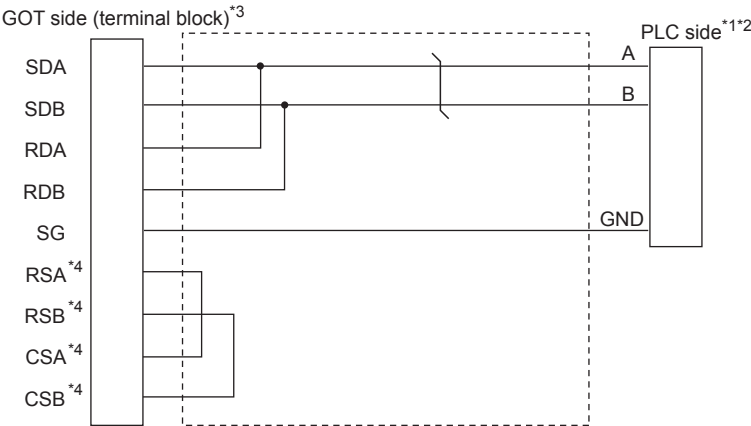 GOT side (terminal block)*3
PLC side*1*2
SDA
A
SDB
B
RDA
RDB
SG
GND
RSA*4
RSB*4
CSA*4
CSB*4